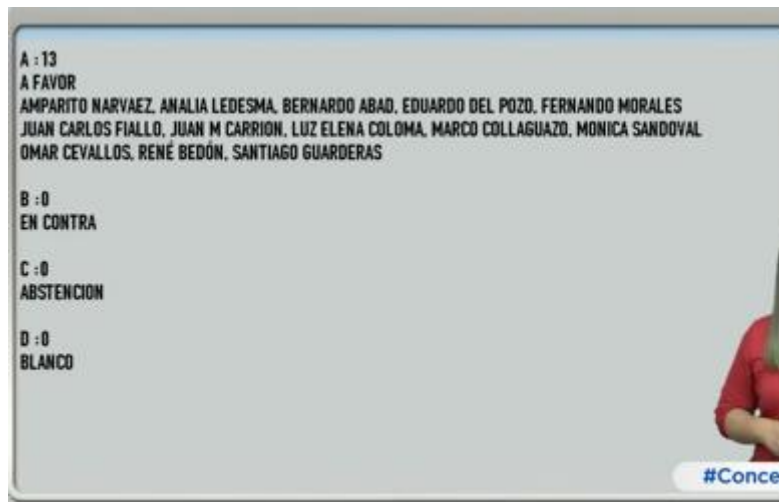 A :13
A FAVOR
AMPARITO NARVAEZ, ANALIA LEDESMA, BERNARDO ABAD, EDUARDO DEL POZO, FERNANDO MORALES
JUAN CARLOS FIALLO, JUAN M CARRION, LUZ ELENA COLOMA, MARCO COLLAGUAZO, MONICA SANDOVAL
OMAR CEVALLOS, RENÉ BEDÓN, SANTIAGO GUARDERAS
B :0
EN CONTRA
C :0
ABSTENCION
D :0
BLANCO
#Conce